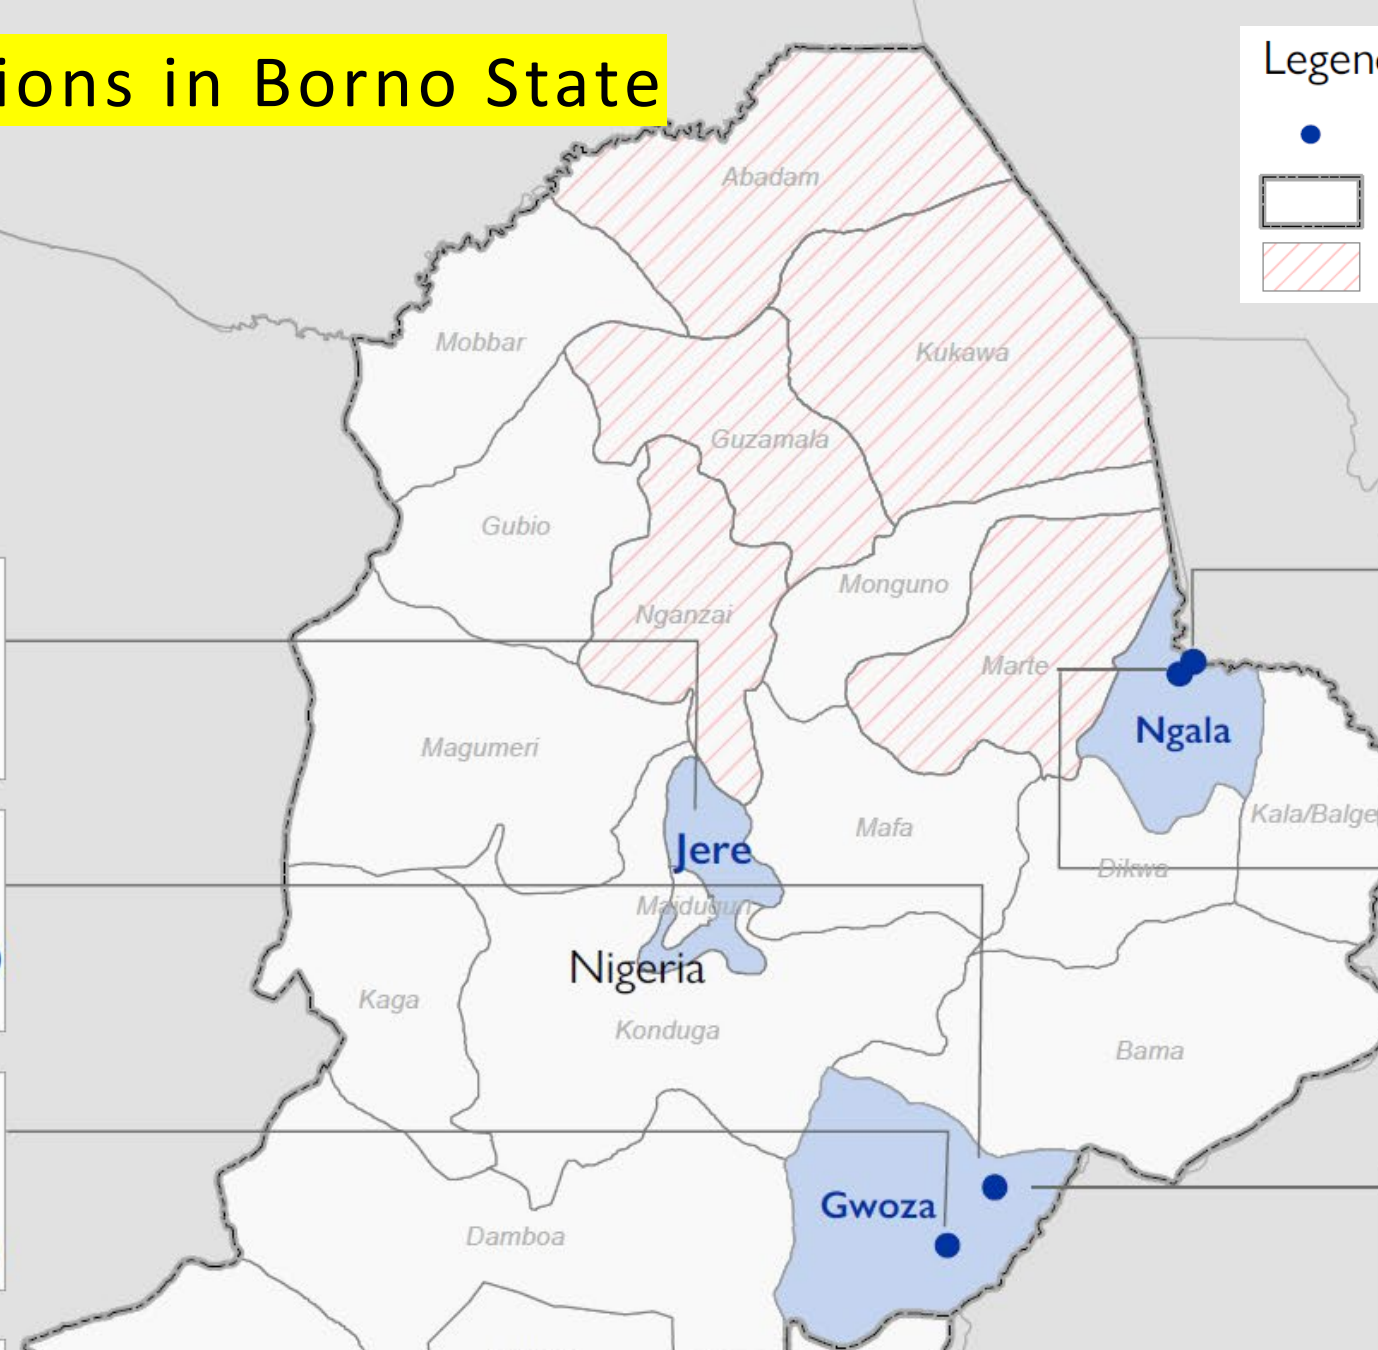 ions in Borno State
Legen
Abadam
Mobbar
Kukawa
Guzamala
Gubio
Monguno
Nganzai
Marte
Ngala
Magumeri
Kala/Balge
Mafa
Jere
Dikwa
Maiduguri
Nigeria
Kaga
Konduga
Bama
Gwoza
Damboa